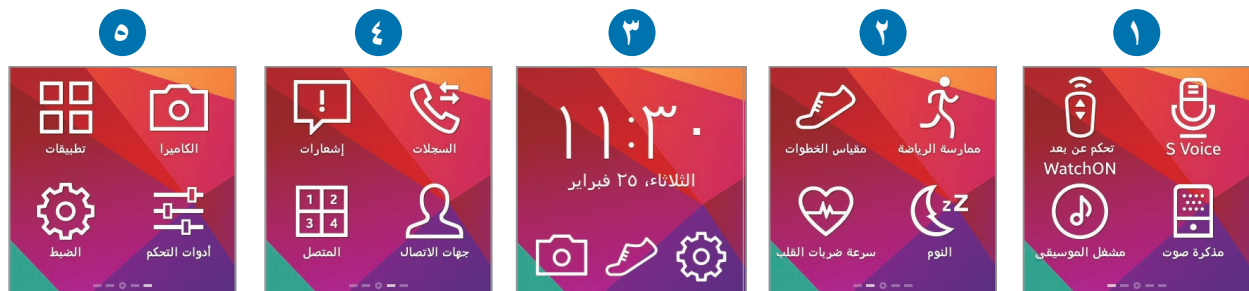 ١
٢
٣
٤
٥
S Voice
تحكم عن بعد
WatchON
مذكرة صوت
مشغل الموسيقى
ممارسة الرياضة
مقياس الخطوات
النوم
zZ
سرعة ضربات القلب
١١:٣٠
الثلاثاء، ٢٥ فبراير
السجلات
إشعارات
!
جهات الاتصال
المتصل
1 2
3 4
الكاميرا
تطبيقات
أدوات التحكم
الضبط